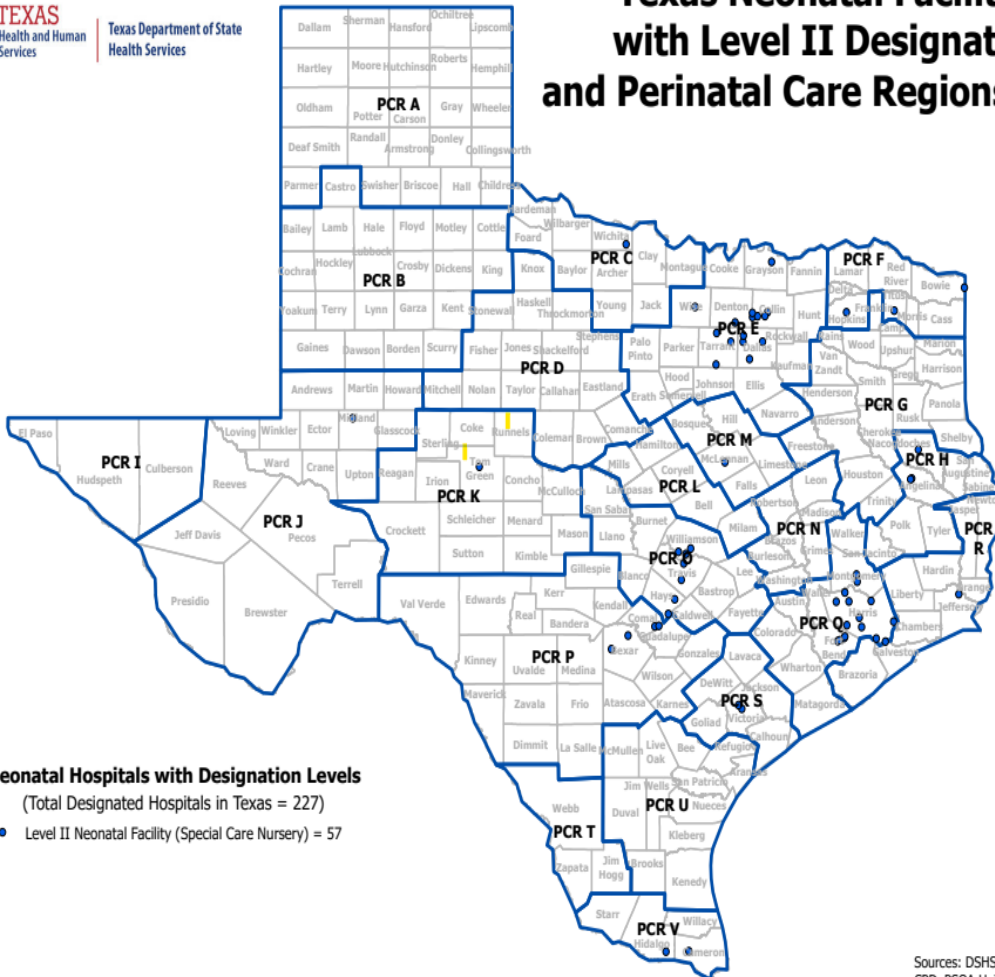 TEXAS
Health and Human
Services
Texas Department of State
Health Services
Texas Neonatal Facilit
with Level II Designat
and Perinatal Care Regions
Dallam Sherman Hansford Ochiltree Lipscomb
Hartley Moore Hutchinson Roberts Hemphill
Oldham Potter PCR A Carson Gray Wheeler
Deaf Smith Randall Armstrong Donley Collingsworth
Parmer Castro Swisher Briscoe Hall Childress
Bailey Lamb Hale Floyd Motley Cottle
Hardeman Foard Wilbarger Wichita
Cochran Hockley Lubbock Crosby Dickens King
PCR B
Knox Baylor PCR C Archer Clay Montague Cooke Grayson Fannin
PCR F Lamar Red River Bowie
Delta Hopkins Franklin Titus Morris Cass Camp
Yoakum Terry Lynn Garza Kent Stonewall Haskell Throckmorton Young Jack Wise Denton Collin Hunt
PCR E
Rockwall Rains Wood Upshur Marion
Gaines Dawson Borden Scurry Fisher Jones Shackelford Stephens Palo Pinto Parker Tarrant Dallas Kaufman Van Zandt Gregg Harrison
PCR D
Andrews Martin Howard Mitchell Nolan Taylor Callahan Eastland Erath Hood Somervell Johnson Ellis Henderson Smith Rusk Panola
PCR G
El Paso Hudspeth Culberson
PCR I
Loving Winkler Ector Midland Glasscock Sterling Coke Runnels Coleman Brown Comanche Hamilton Bosque Hill Navarro Freestone Anderson Cherokee Nacogdoches Shelby
PCR M
PCR H
Reeves Ward Crane Upton Reagan Irion Tom Green Concho McCulloch Mills Lampasas Coryell McLennan Limestone Falls Leon Houston Angelina San Augustine Sabine
PCR K
PCR L
PCR J
Jeff Davis Pecos Crockett Schleicher Menard Mason San Saba Llano Burnet Bell Milam Robertson Madison Trinity Polk Tyler Jasper Newton
PCR N
PCR R
Presidio Brewster Terrell Sutton Kimble Gillespie Blanco Williamson Travis Lee Burleson Brazos Grimes Walker San Jacinto Hardin
PCR O
Val Verde Edwards Kerr Real Bandera Kendall Comal Hays Caldwell Bastrop Fayette Washington Austin Waller Montgomery Liberty Orange Jefferson
PCR Q
Harris Chambers Galveston Fort Bend Brazoria
Kinney Uvalde Medina Bexar Guadalupe Gonzales Lavaca Colorado Wharton Matagorda
PCR P
Maverick Zavala Frio Atascosa Wilson Karnes DeWitt Jackson Victoria Goliad Calhoun
PCR S
Dimmit La Salle McMullen Live Oak Bee Refugio Aransas San Patricio
Webb Duval Jim Wells Nueces Kleberg
PCR U
PCR T
Zapata Jim Hogg Brooks Kenedy
Starr Hidalgo Willacy Cameron
PCR V
eonatal Hospitals with Designation Levels
(Total Designated Hospitals in Texas = 227)
Level II Neonatal Facility (Special Care Nursery) = 57
Sources: DSHS